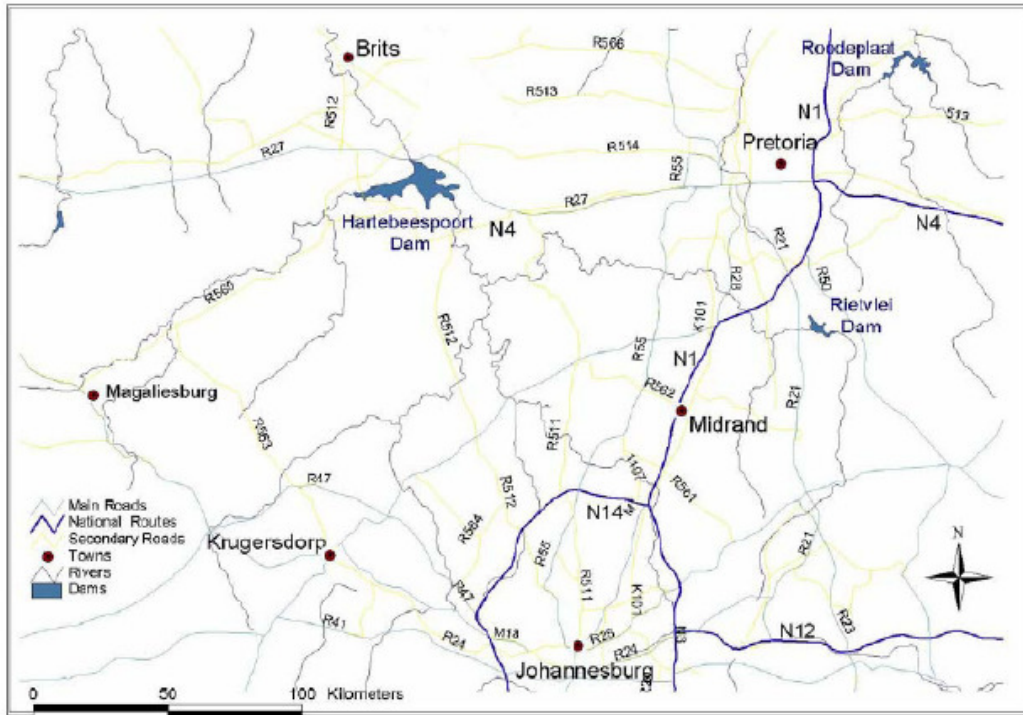 Brits
R566
Roodeplaat
Dam
R512
R513
N1
513
R27
R514
R55
Pretoria
Hartebeespoort
Dam
N4
R27
R21
N4
R28
R50
R512
K101
Rietvlei
Dam
R55
N1
R562
Magaliesburg
R21
Midrand
R563
R511
R47
R512
R561
Main Roads
National Routes
Secondary Roads
Towns
Rivers
Dams
N14
Krugersdorp
R564
R55
R511
R21
N
R47
K101
R41
R24
M18
R25
R24
N12
R23
Johannesburg
0 50 100 Kilometers